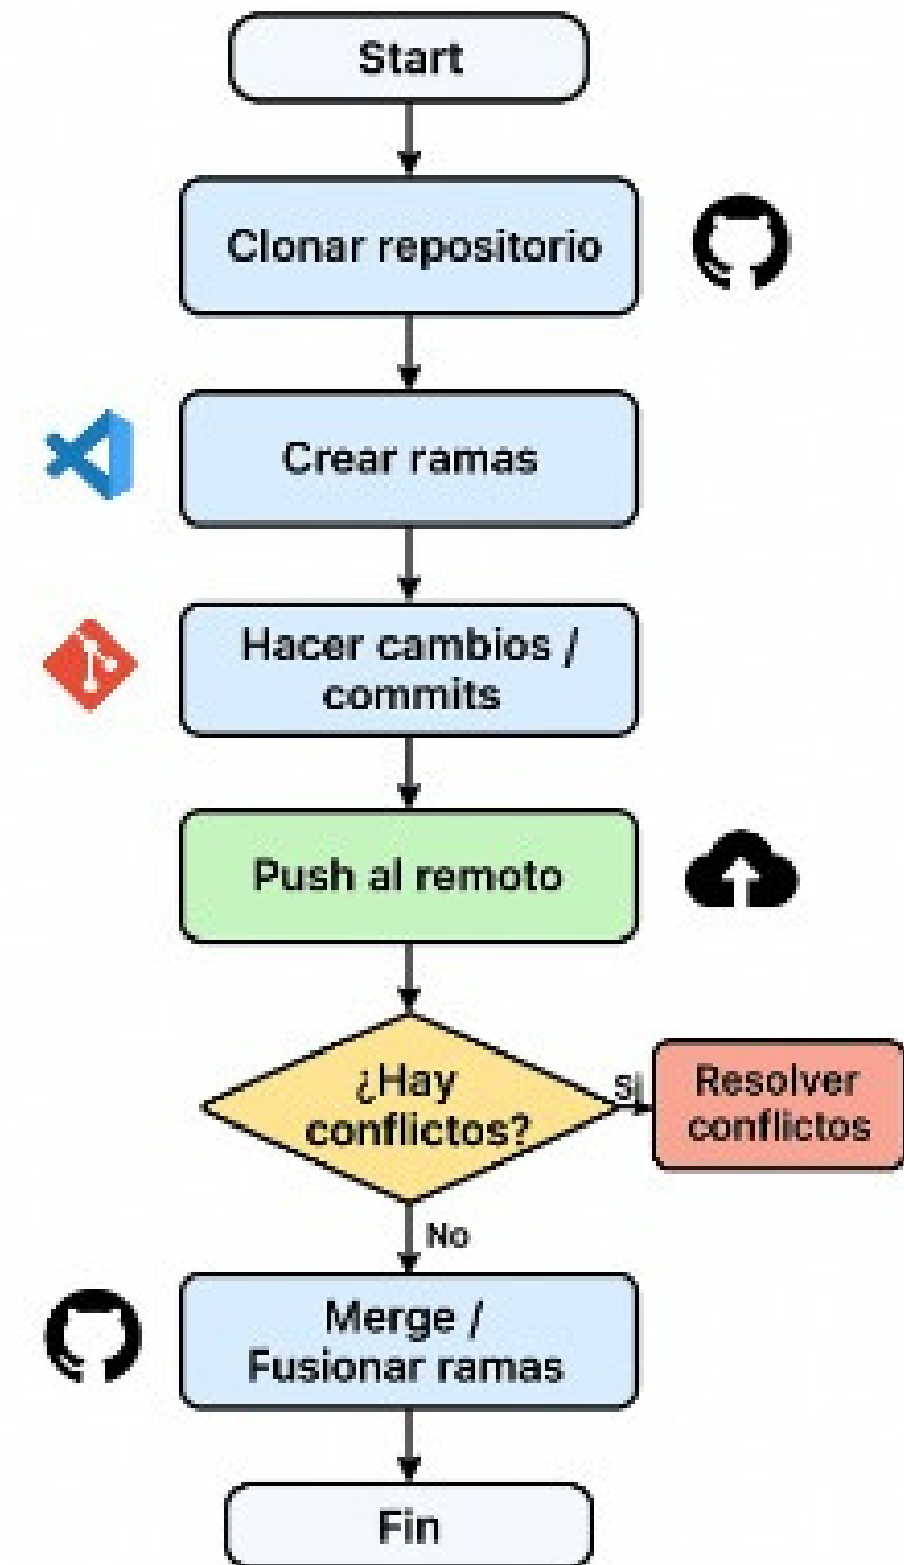 Start
Clonar repositorio
Crear ramas
Hacer cambios /
commits
Push al remoto
¿Hay
conflictos?
Sí
Resolver
conflictos
No
Merge /
Fusionar ramas
Fin